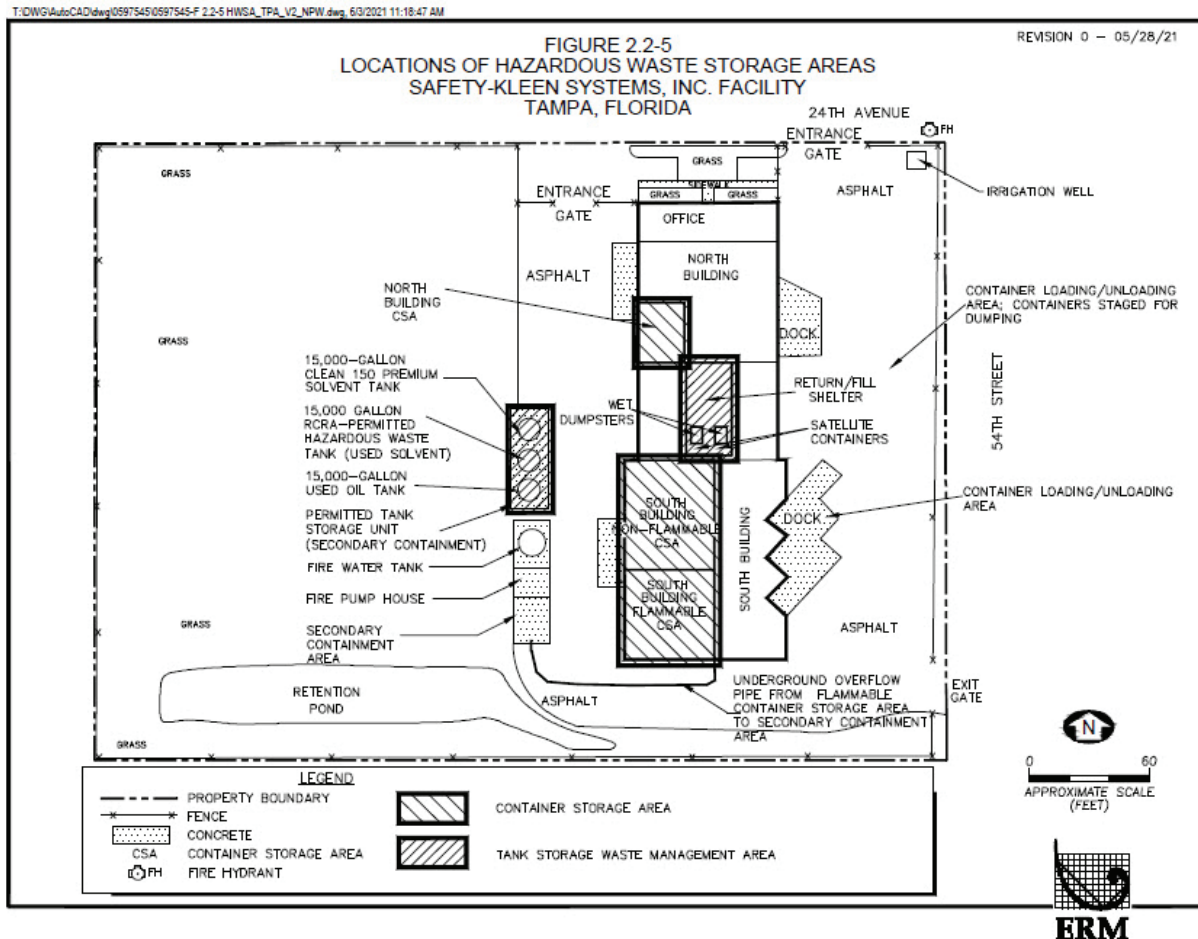 T:\DWG\AutoCAD\dwg\0597545\0597545-F 2.2-5 HWSA_TPA_V2_NPW.dwg, 6/3/2021 11:18:47 AM
REVISION 0 – 05/28/21
FIGURE 2.2-5
LOCATIONS OF HAZARDOUS WASTE STORAGE AREAS
SAFETY-KLEEN SYSTEMS, INC. FACILITY
TAMPA, FLORIDA
24TH AVENUE
FH
ENTRANCE
GATE
GRASS
GRASS
SIDEWALK
GRASS
GRASS
ASPHALT
IRRIGATION WELL
ENTRANCE
GATE
OFFICE
NORTH
BUILDING
ASPHALT
NORTH
BUILDING
CSA
DOCK
CONTAINER LOADING/UNLOADING
AREA; CONTAINERS STAGED FOR
DUMPING
GRASS
15,000–GALLON
CLEAN 150 PREMIUM
SOLVENT TANK
15,000 GALLON
RCRA–PERMITTED
HAZARDOUS WASTE
TANK (USED SOLVENT)
15,000–GALLON
USED OIL TANK
PERMITTED TANK
STORAGE UNIT
(SECONDARY CONTAINMENT)
FIRE WATER TANK
FIRE PUMP HOUSE
SECONDARY
CONTAINMENT
AREA
WET
DUMPSTERS
RETURN/FILL
SHELTER
SATELLITE
CONTAINERS
54TH STREET
SOUTH
BUILDING
NON–FLAMMABLE
CSA
SOUTH
BUILDING
FLAMMABLE
CSA
SOUTH BUILDING
DOCK
CONTAINER LOADING/UNLOADING
AREA
GRASS
ASPHALT
RETENTION
POND
ASPHALT
UNDERGROUND OVERFLOW
PIPE FROM FLAMMABLE
CONTAINER STORAGE AREA
TO SECONDARY CONTAINMENT
AREA
EXIT
GATE
GRASS
N
0
60
APPROXIMATE SCALE
(FEET)
LEGEND
PROPERTY BOUNDARY
FENCE
CONCRETE
CSA CONTAINER STORAGE AREA
FH FIRE HYDRANT
CONTAINER STORAGE AREA
TANK STORAGE WASTE MANAGEMENT AREA
ERM